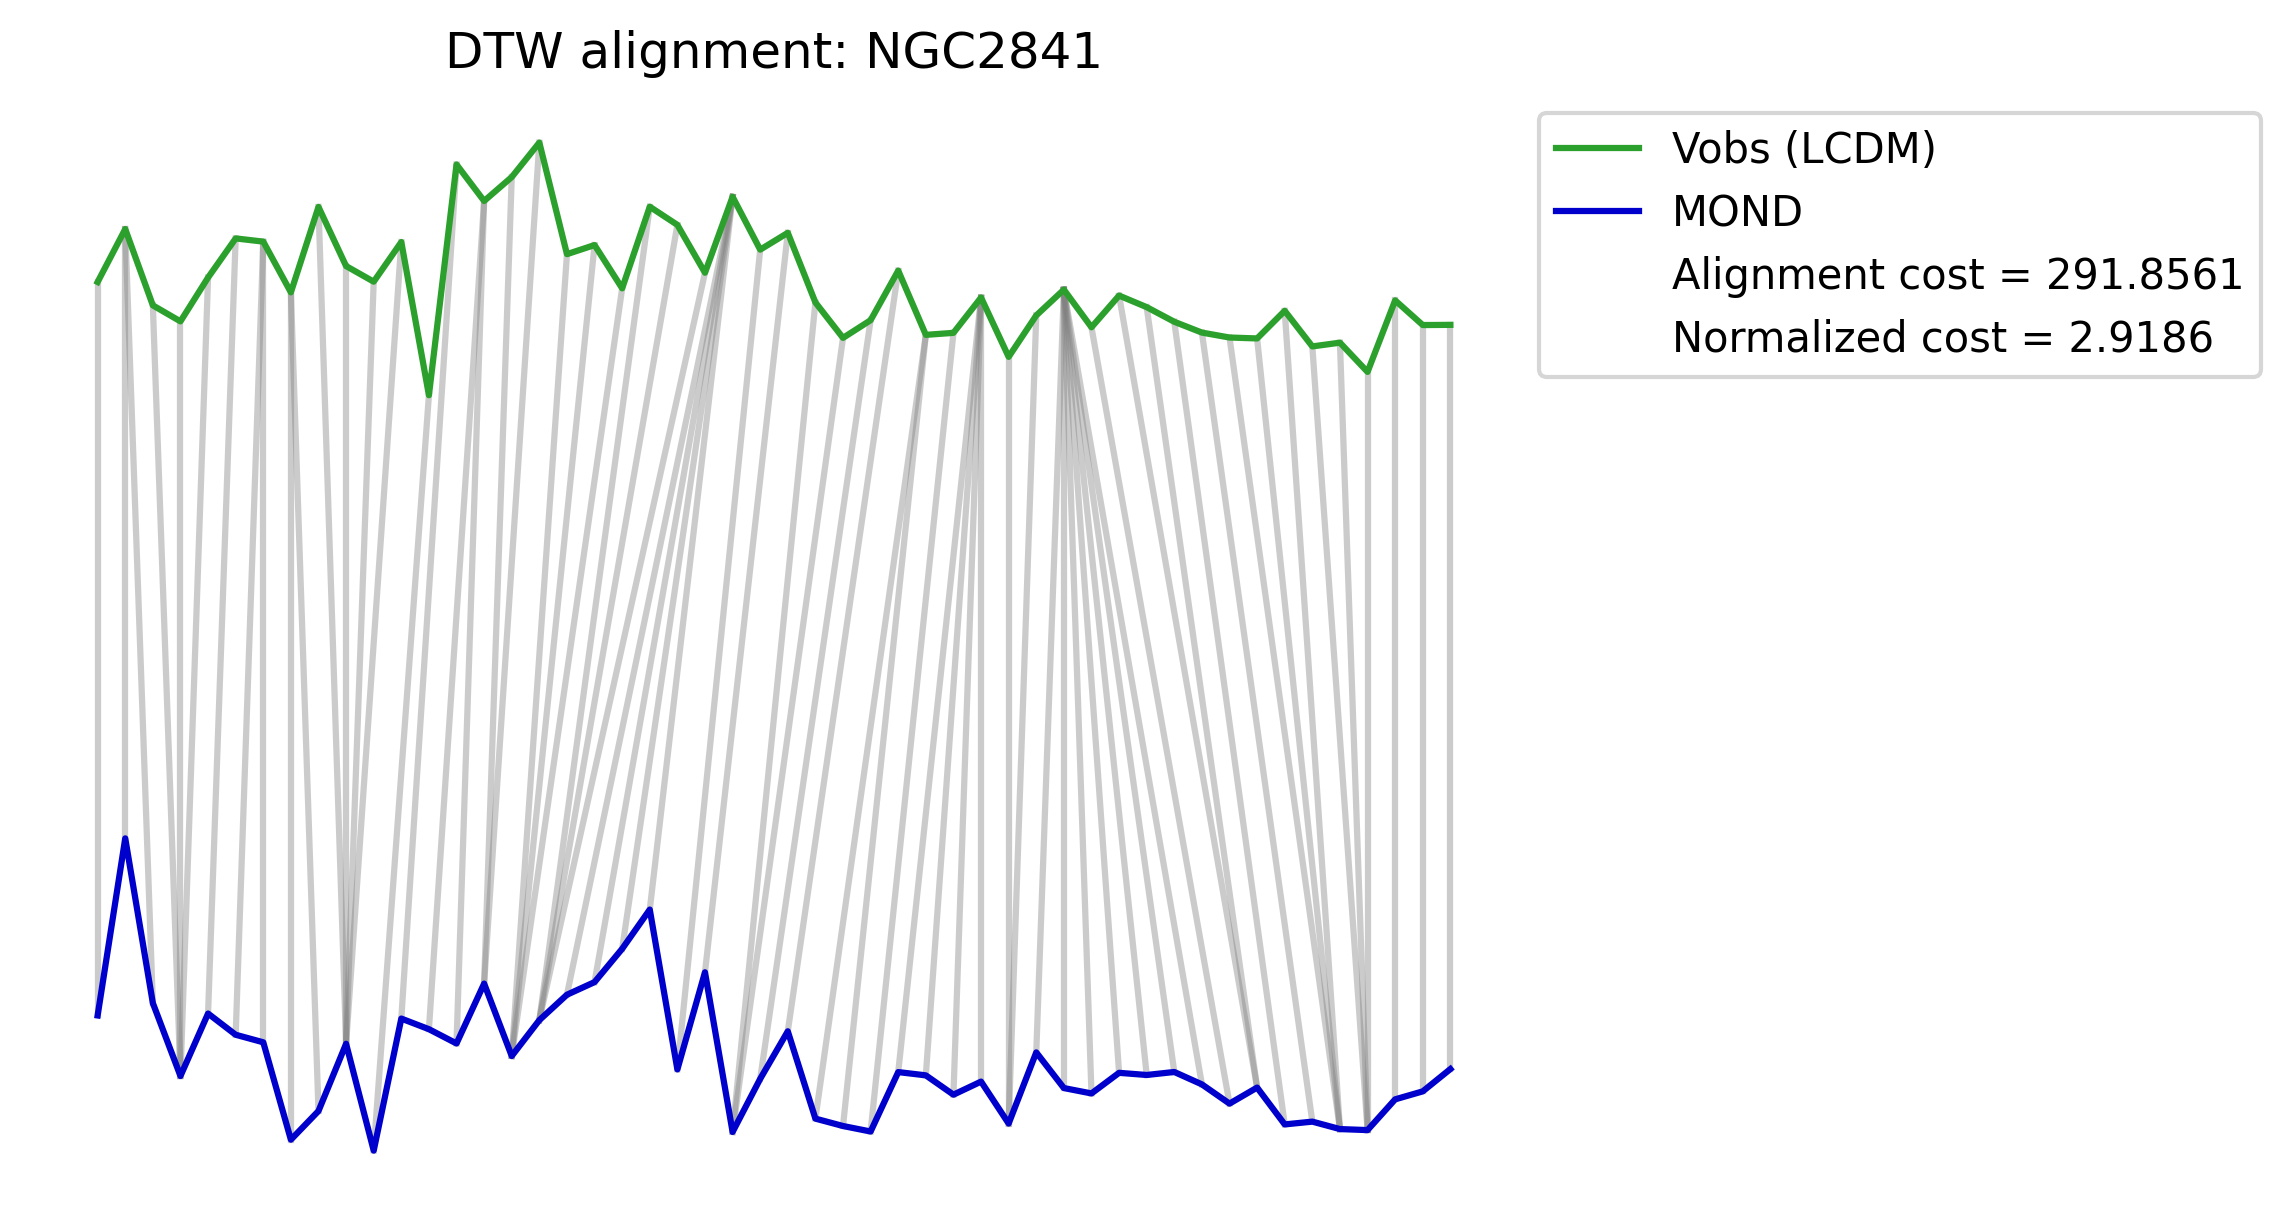 DTW alignment: NGC2841
Vobs (LCDM)
MOND
Alignment cost = 291.8561
Normalized cost = 2.9186